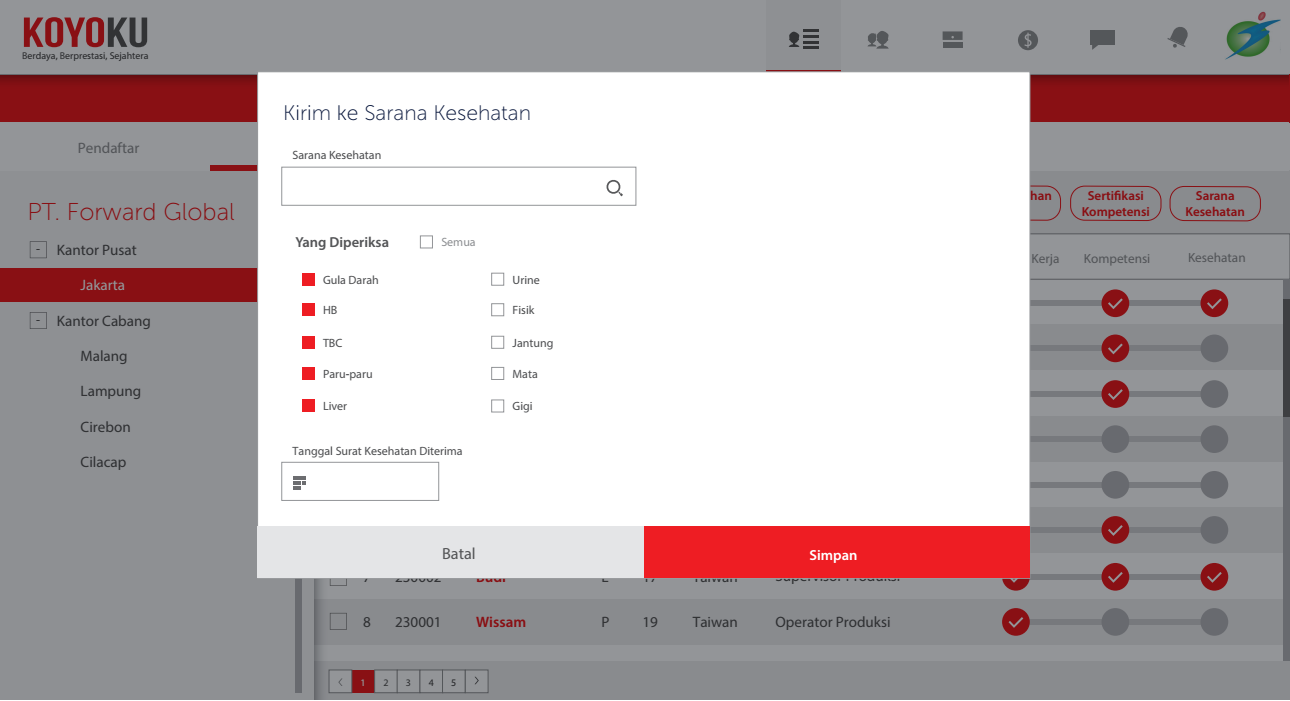 KOYOKU
Berdaya, Berprestasi, Sejahtera
Pendaftar
PT. Forward Global
Kantor Pusat
Jakarta
Kantor Cabang
Malang
Lampung
Cirebon
Cilacap
Kirim ke Sarana Kesehatan
Sarana Kesehatan
Yang Diperiksa
Semua
Gula Darah
Urine
HB
Fisik
TBC
Jantung
Paru-paru
Mata
Liver
Gigi
Tanggal Surat Kesehatan Diterima
Batal
Simpan
Sertifikasi
Kompetensi
Sarana
Kesehatan
Kerja Kompetensi Kesehatan
8 230001 Wissam P 19 Taiwan Operator Produksi
< 1 2 3 4 5 >